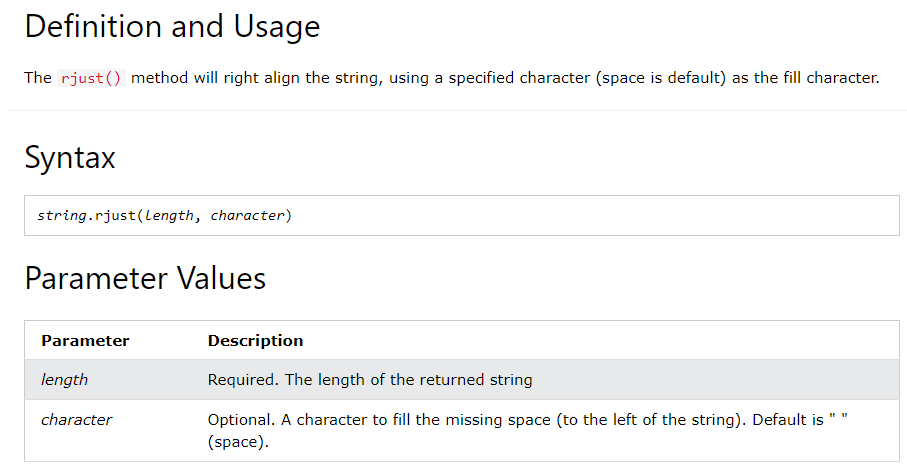 Definition and Usage
The rjust() method will right align the string, using a specified character (space is default) as the fill character.
Syntax
string.rjust(length, character)
Parameter Values
Parameter Description
length Required. The length of the returned string
character Optional. A character to fill the missing space (to the left of the string). Default is " "
(space).